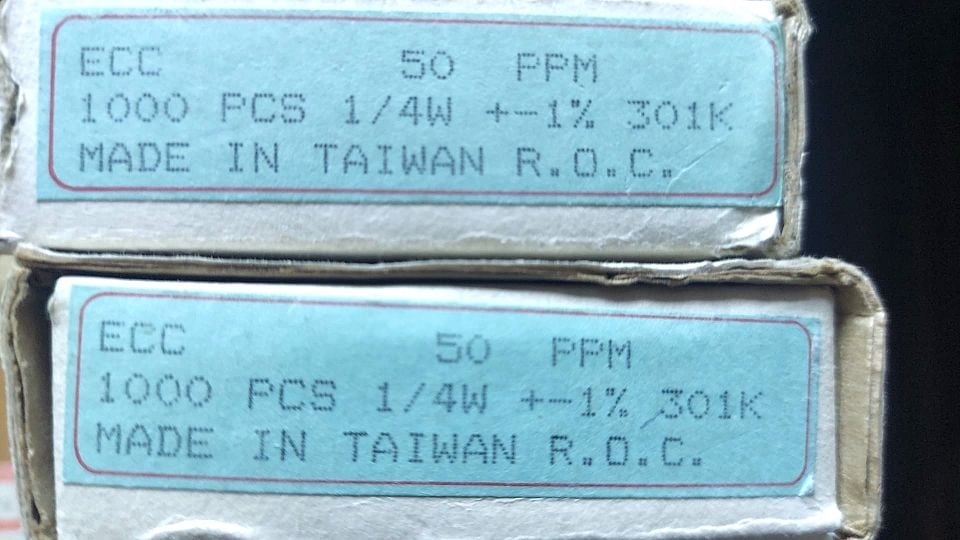 ECC 50 PPM
1000 PCS 1/4W +-1% 301K
MADE IN TAIWAN R.O.C.
ECC 50 PPM
1000 PCS 1/4W +-1% 301K
MADE IN TAIWAN R.O.C.